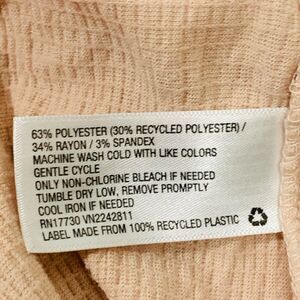 63% POLYESTER (30% RECYCLED POLYESTER) /
34% RAYON / 3% SPANDEX
MACHINE WASH COLD WITH LIKE COLORS
GENTLE CYCLE
ONLY NON-CHLORINE BLEACH IF NEEDED
TUMBLE DRY LOW, REMOVE PROMPTLY
COOL IRON IF NEEDED
RN17730 VN2242811
LABEL MADE FROM 100% RECYCLED PLASTIC